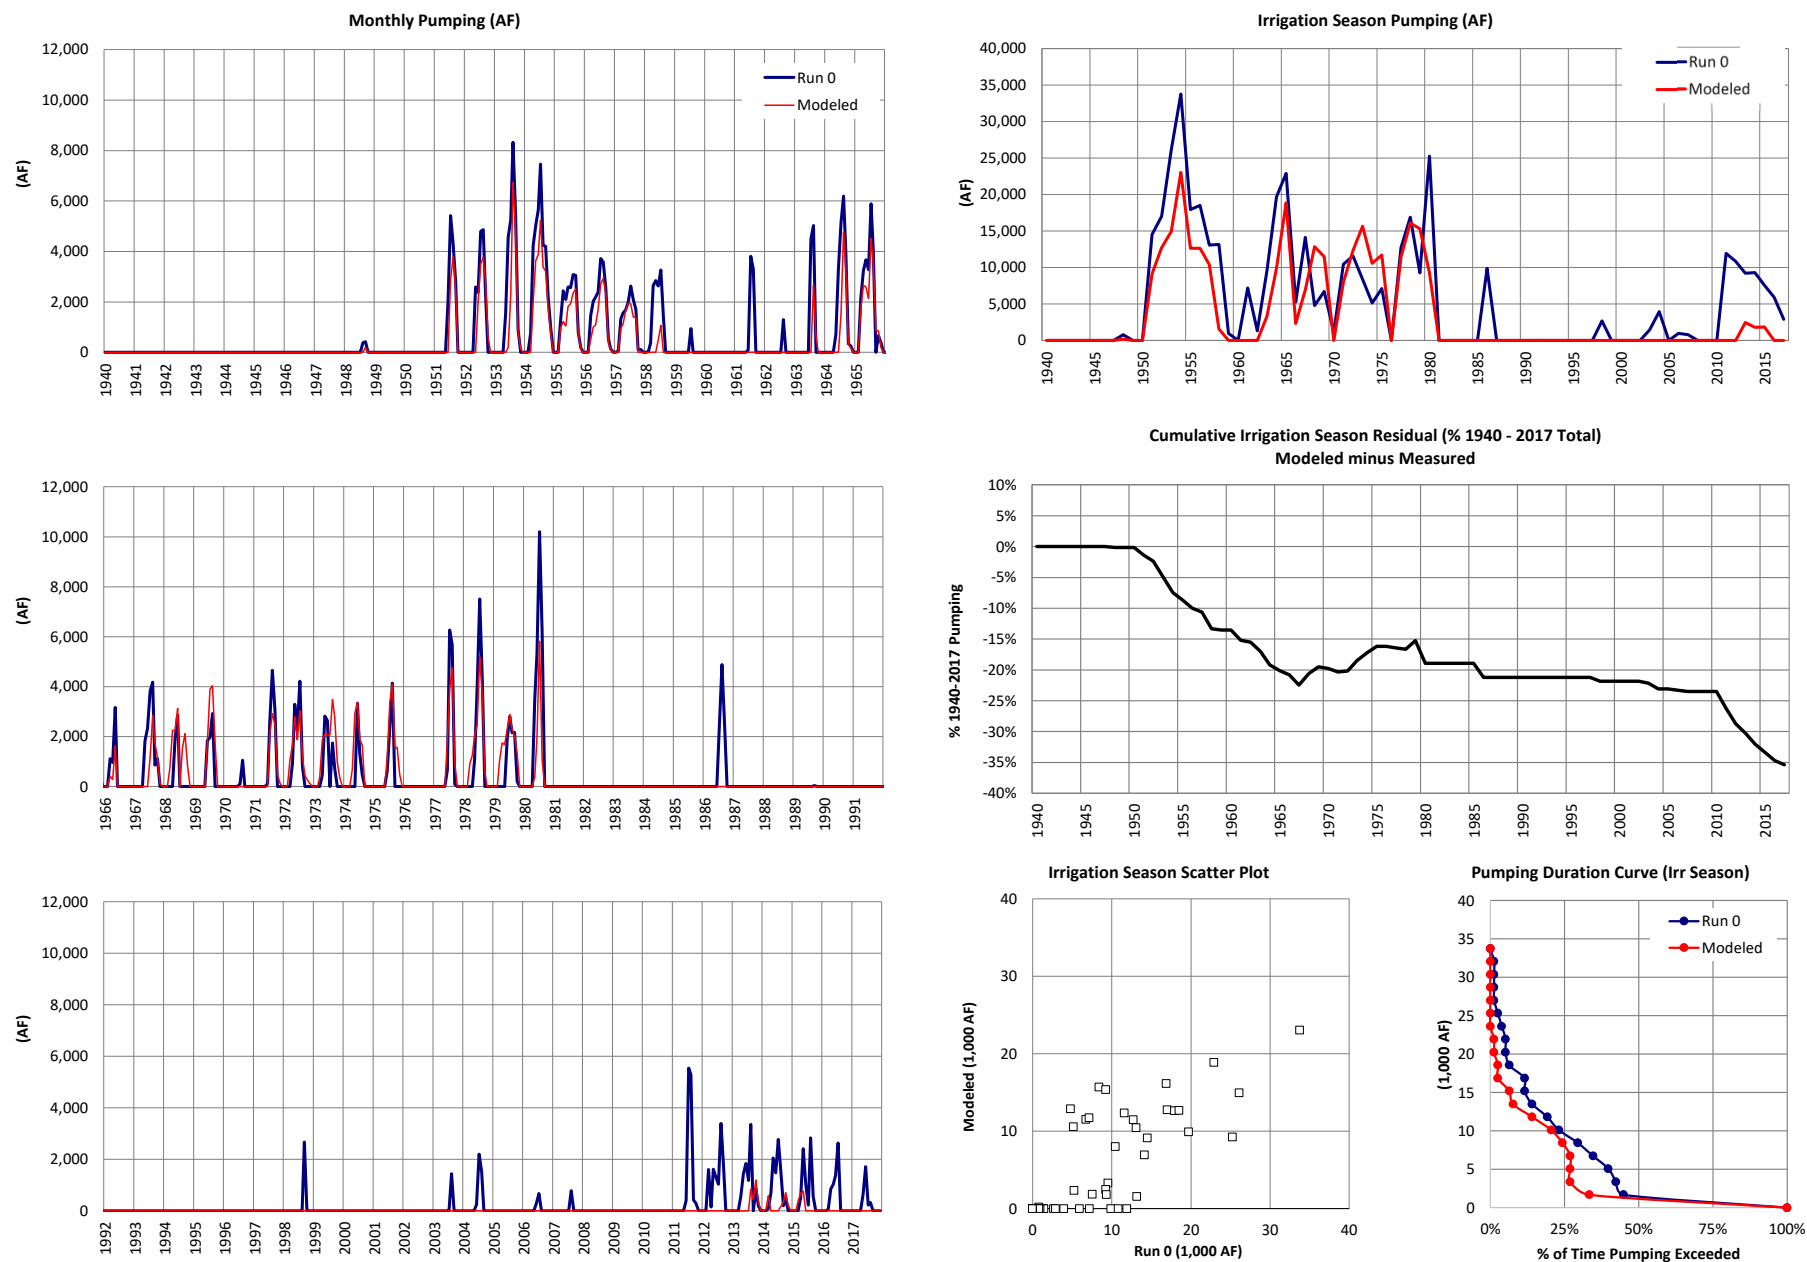 Monthly Pumping (AF)
12,000
10,000
8,000
6,000
4,000
2,000
0
(AF)
Run 0
Modeled
1940 1941 1942 1943 1944 1945 1946 1947 1948 1949 1950 1951 1952 1953 1954 1955 1956 1957 1958 1959 1960 1961 1962 1963 1964 1965
12,000
10,000
8,000
6,000
4,000
2,000
0
(AF)
1966 1967 1968 1969 1970 1971 1972 1973 1974 1975 1976 1977 1978 1979 1980 1981 1982 1983 1984 1985 1986 1987 1988 1989 1990 1991
12,000
10,000
8,000
6,000
4,000
2,000
0
(AF)
1992 1993 1994 1995 1996 1997 1998 1999 2000 2001 2002 2003 2004 2005 2006 2007 2008 2009 2010 2011 2012 2013 2014 2015 2016 2017
Irrigation Season Pumping (AF)
40,000
35,000
30,000
25,000
20,000
15,000
10,000
5,000
0
(AF)
Run 0
Modeled
1940 1945 1950 1955 1960 1965 1970 1975 1980 1985 1990 1995 2000 2005 2010 2015
Cumulative Irrigation Season Residual (% 1940 - 2017 Total)
Modeled minus Measured
10%
5%
0%
-5%
-10%
-15%
-20%
-25%
-30%
-35%
-40%
% 1940-2017 Pumping
1940 1945 1950 1955 1960 1965 1970 1975 1980 1985 1990 1995 2000 2005 2010 2015
Irrigation Season Scatter Plot
40
30
20
10
0
Modeled (1,000 AF)
0 10 20 30 40
Run 0 (1,000 AF)
Pumping Duration Curve (Irr Season)
40
35
30
25
20
15
10
5
0
(1,000 AF)
Run 0
Modeled
0% 25% 50% 75% 100%
% of Time Pumping Exceeded